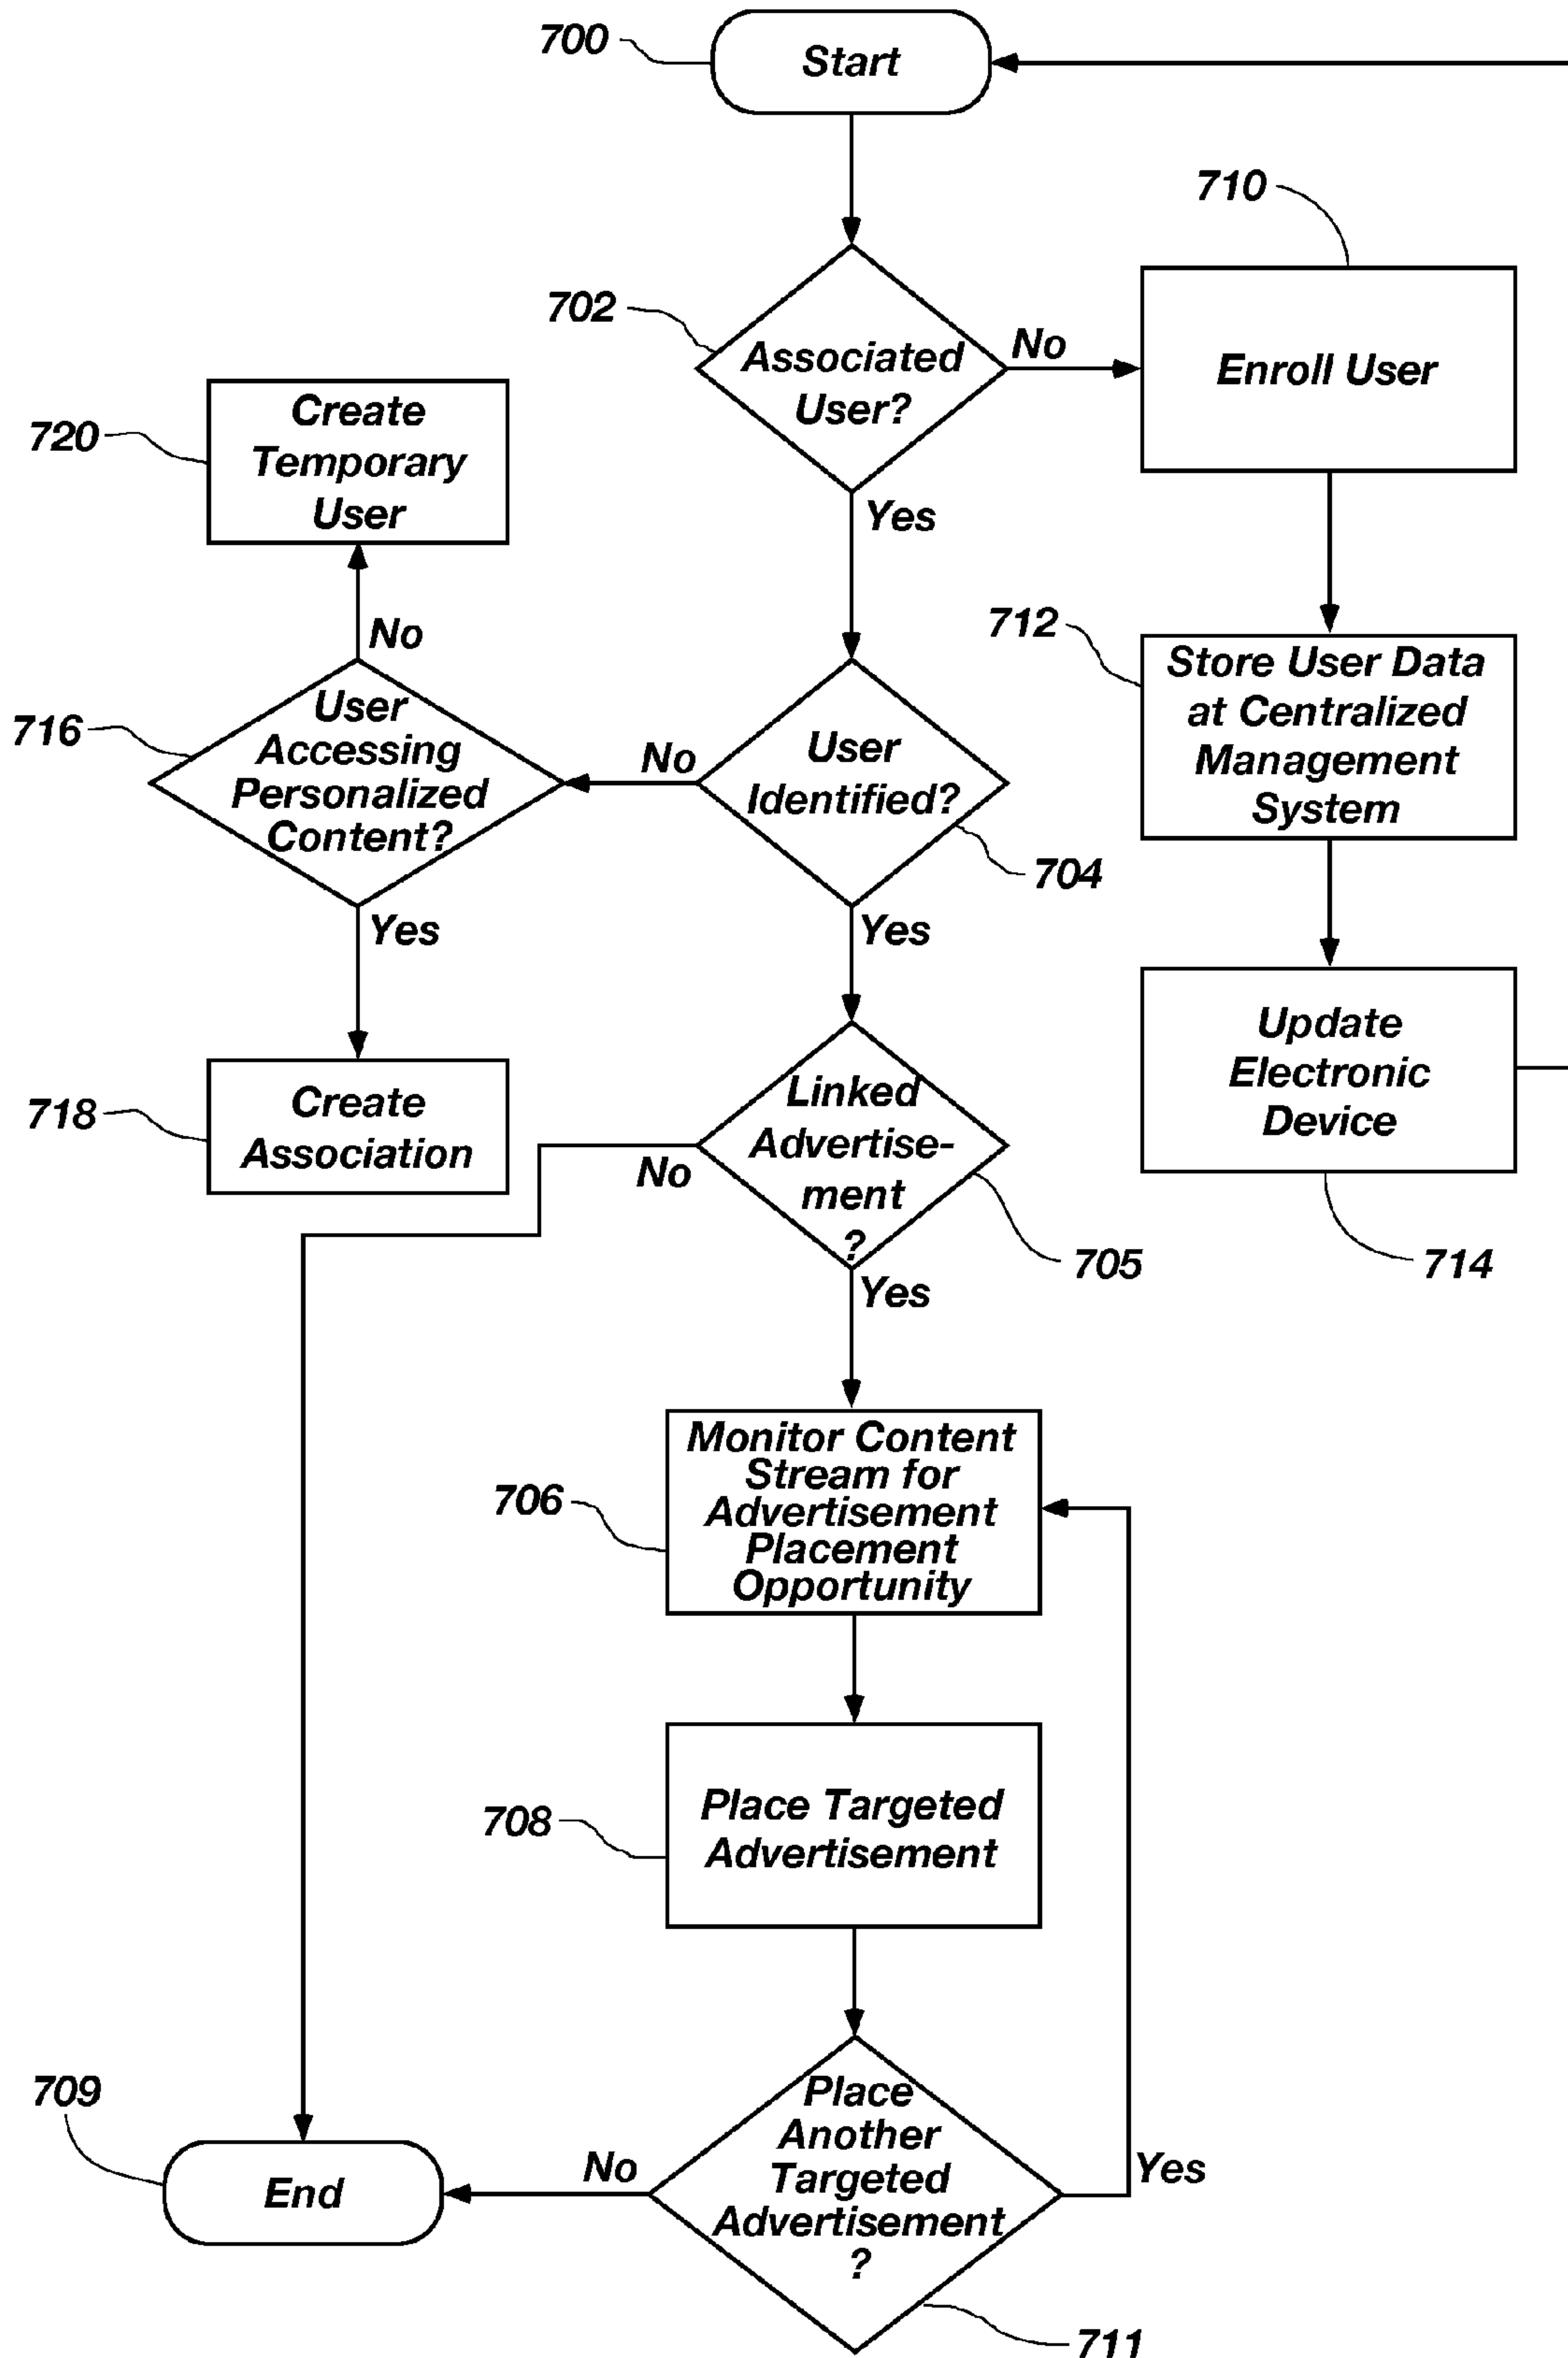 700
Start
710
702
Associated
User?
No
Enroll User
Yes
720
Create
Temporary
User
No
712
Store User Data
at Centralized
Management
System
716
User
Accessing
Personalized
Content?
No
User
Identified?
704
Yes
Yes
718
Create
Association
Linked
Advertise-
ment
?
No
705
Yes
Update
Electronic
Device
714
706
Monitor Content
Stream for
Advertisement
Placement
Opportunity
708
Place Targeted
Advertisement
709
End
No
Place
Another
Targeted
Advertisement
?
Yes
711